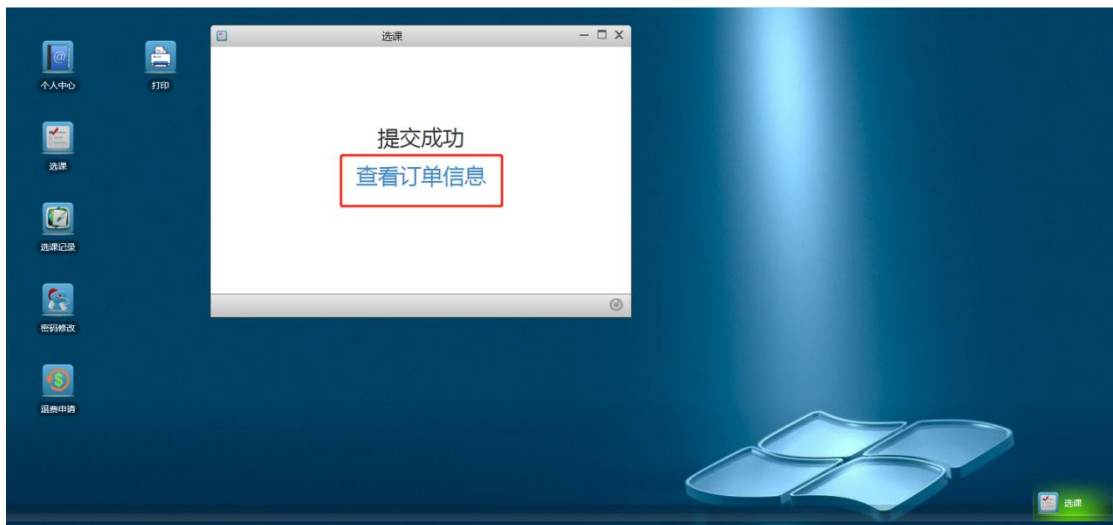 选课
个人中心
打印
提交成功
选课
查看订单信息
选课记录
密码修改
退费申请
选课